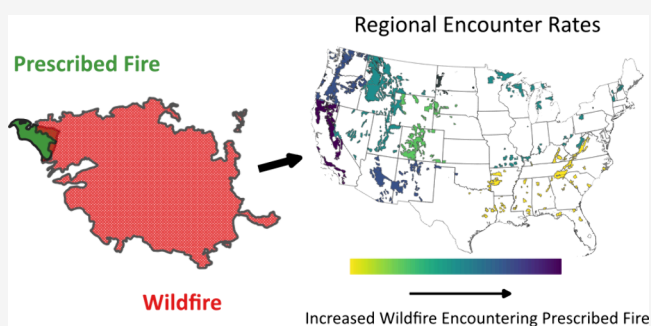 Regional Encounter Rates
Prescribed Fire
Wildfire
Increased Wildfire Encountering Prescribed Fire